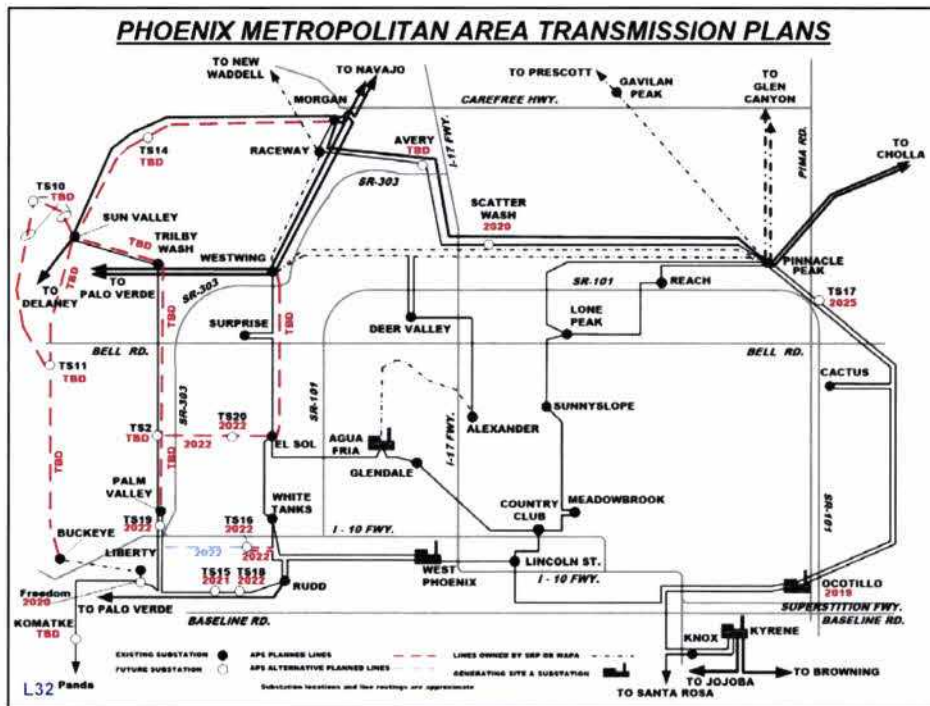 PHOENIX METROPOLITAN AREA TRANSMISSION PLANS
TO NEW
WADDELL
TO NAVAJO
MORGAN
TO PRESCOTT
GAVILAN
PEAK
TO
GLEN
CANYON
CAREFREE HWY.
I-17 FWY.
PIMA RD.
TO
CHOLLA
TS14
TBD
RACEWAY
AVERY
TBD
SR-303
TS10
TBD
SCATTER
WASH
2020
SUN VALLEY
TRILBY
WASH
TBD
TBD
WESTWING
PINNACLE
PEAK
TO
DELANEY
TO
PALO VERDE
SR-303
SR-101
REACH
TS17
2025
TBD
TBD
SURPRISE
DEER VALLEY
LONE
PEAK
BELL RD.
BELL RD.
TS11
TBD
SR-303
SR-101
CACTUS
TS20
2022
SUNNYSLOPE
ALEXANDER
TS2
TBD
2022
EL SOL
AGUA
FRIA
I-17 FWY.
GLENDALE
TBD
TBD
PALM
VALLEY
WHITE
TANKS
COUNTRY
CLUB
MEADOWBROOK
SR-101
TS19
2022
TS16
2022
I - 10 FWY.
BUCKEYE
LIBERTY
2022
2022
WEST
PHOENIX
LINCOLN ST.
I - 10 FWY.
TS15
2021
TS18
2022
RUDD
Freedom
2020
OCOTILLO
2019
TO PALO VERDE
SUPERSTITION FWY.
KOMATKE
TBD
BASELINE RD.
BASELINE RD.
KNOX
KYRENE
EXISTING SUBSTATION
APS PLANNED LINES
LINES OWNED BY SRP OR WAPA
FUTURE SUBSTATION
APS ALTERNATIVE PLANNED LINES
GENERATING SITE & SUBSTATION
TO JOJOBA
TO BROWNING
TO SANTA ROSA
L32
Panda
Substation locations and line routings are approximate